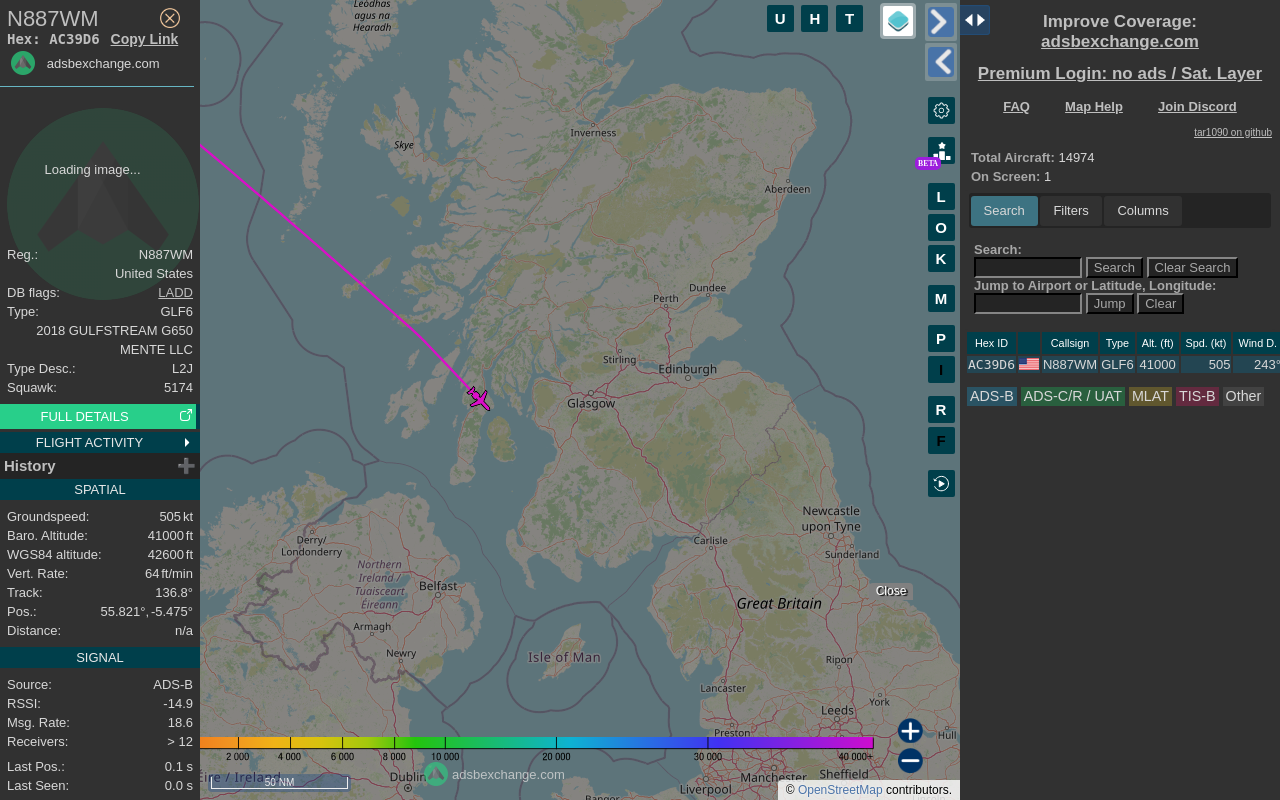 N887WM
Hex: AC39D6 Copy Link
adsbexchange.com
Loading image...
Reg.: N887WM
United States
DB flags: LADD
Type: GLF6
2018 GULFSTREAM G650
MENTE LLC
Type Desc.: L2J
Squawk: 5174
FULL DETAILS
FLIGHT ACTIVITY
History
SPATIAL
Groundspeed: 505 kt
Baro. Altitude: 41000 ft
WGS84 altitude: 42600 ft
Vert. Rate: 64 ft/min
Track: 136.8°
Pos.: 55.821°, -5.475°
Distance: n/a
SIGNAL
Source: ADS-B
RSSI: -14.9
Msg. Rate: 18.6
Receivers: > 12
Last Pos.: 0.1 s
Last Seen: 0.0 s
Leòdhas
agus na
Hearadh
Skye
Inverness
Aberdeen
Dundee
Perth
Stirling
Edinburgh
Glasgow
Newcastle
upon Tyne
Carlisle
Sunderland
Derry/
Londonderry
Northern
Ireland /
Tuaisceart
Éireann
Belfast
Great Britain
Armagh
Newry
Isle of Man
Ripon
Lancaster
York
Leeds
Preston
Hull
Manchester
Sheffield
Liverpool
Dublin
Éire / Ireland
Bangor
Close
2 000 4 000 6 000 8 000 10 000 20 000 30 000 40 000+
50 NM
adsbexchange.com
© OpenStreetMap contributors.
U H T
BETA
L
O
K
M
P
I
R
F
Improve Coverage:
adsbexchange.com
Premium Login: no ads / Sat. Layer
FAQ Map Help Join Discord
tar1090 on github
Total Aircraft: 14974
On Screen: 1
Search Filters Columns
Search:
Search Clear Search
Jump to Airport or Latitude, Longitude:
Jump Clear
Hex ID Callsign Type Alt. (ft) Spd. (kt) Wind D.
AC39D6 N887WM GLF6 41000 505 243°
ADS-B ADS-C/R / UAT MLAT TIS-B Other